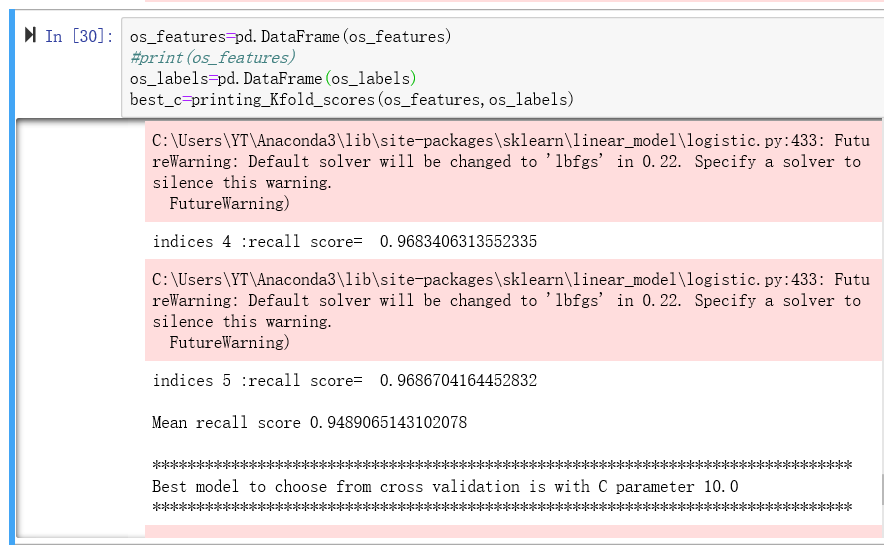 In [30]:
os_features=pd.DataFrame(os_features)
#print(os_features)
os_labels=pd.DataFrame(os_labels)
best_c=printing_Kfold_scores(os_features,os_labels)
C:\Users\YT\Anaconda3\lib\site-packages\sklearn\linear_model\logistic.py:433: Futu
reWarning: Default solver will be changed to 'lbfgs' in 0.22. Specify a solver to
silence this warning.
  FutureWarning)
indices 4 :recall score=  0.9683406313552335
C:\Users\YT\Anaconda3\lib\site-packages\sklearn\linear_model\logistic.py:433: Futu
reWarning: Default solver will be changed to 'lbfgs' in 0.22. Specify a solver to
silence this warning.
  FutureWarning)
indices 5 :recall score=  0.9686704164452832
Mean recall score 0.9489065143102078
*********************************************************************************
Best model to choose from cross validation is with C parameter 10.0
*********************************************************************************